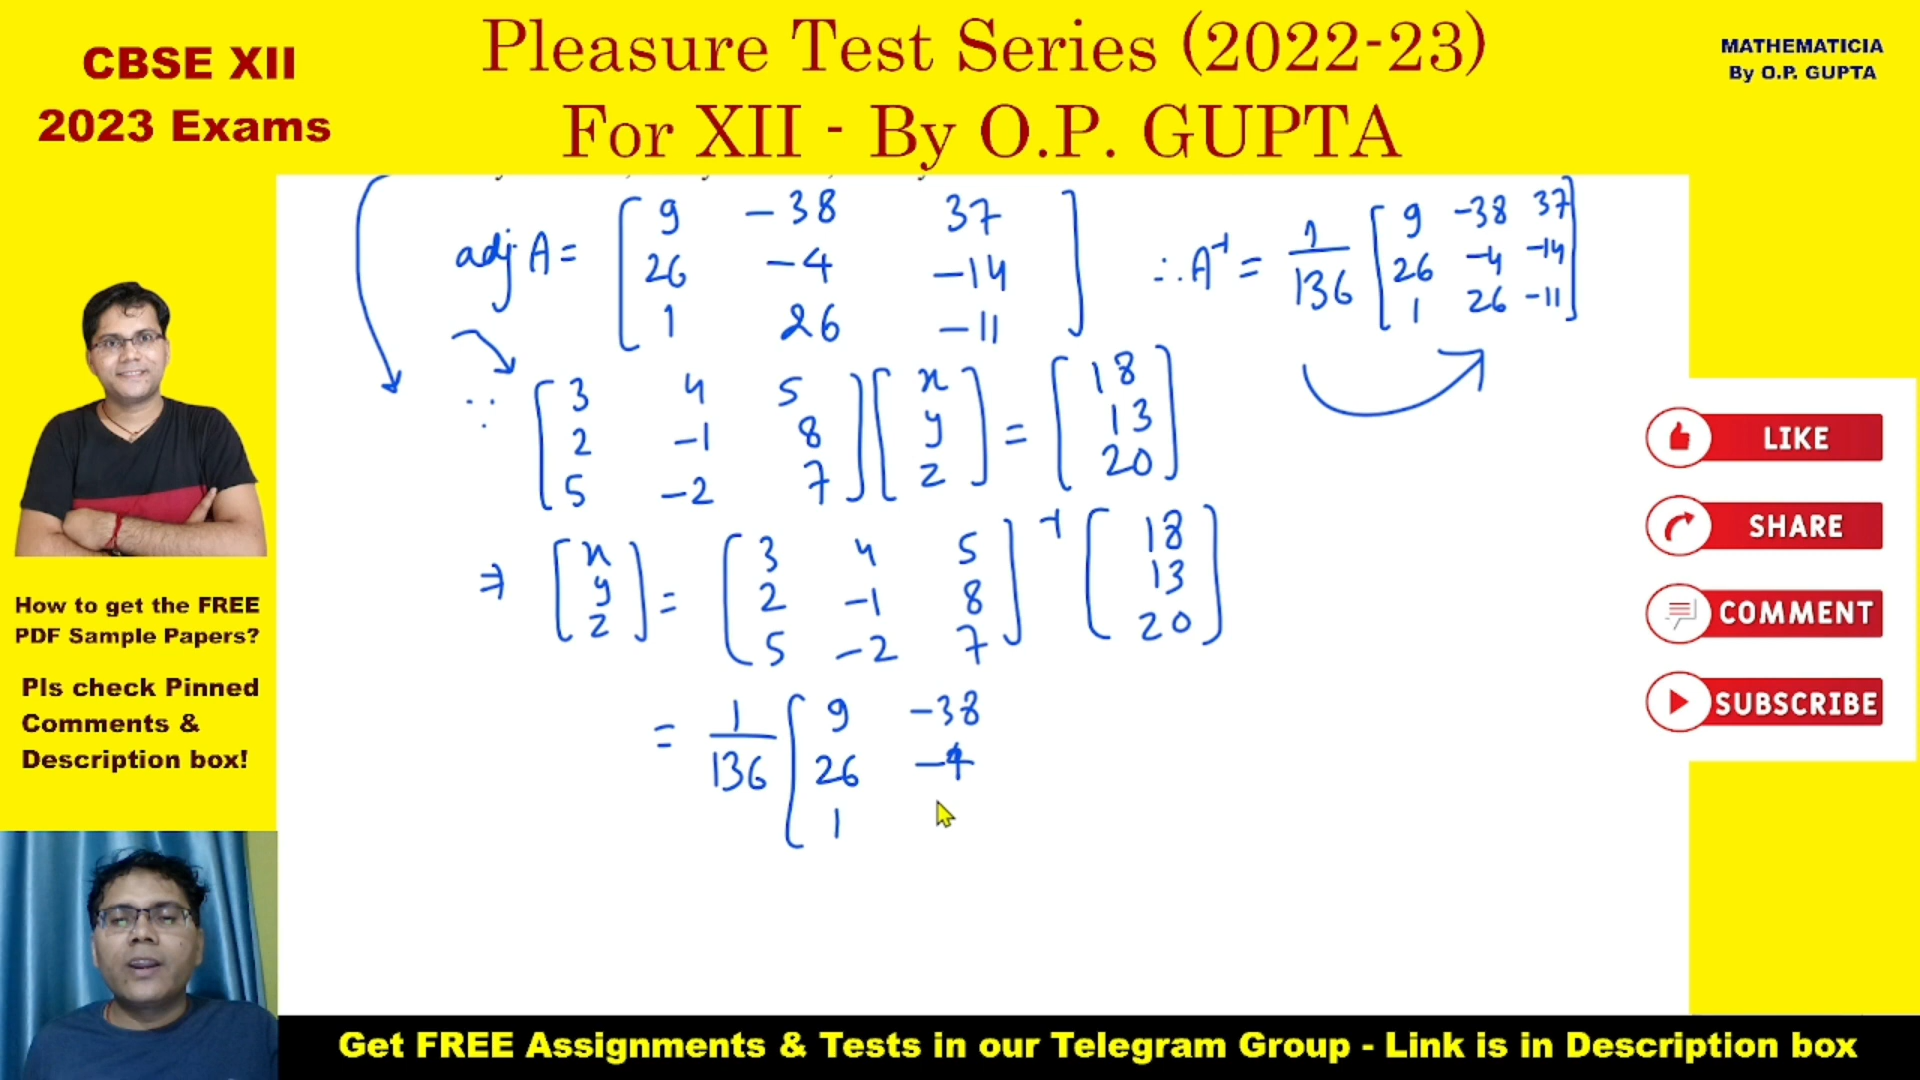 CBSE XII
2023 Exams
Pleasure Test Series (2022-23)
For XII - By O.P. GUPTA
MATHEMATICIA
By O.P. GUPTA
adj A = [ 9 -38 37
26 -4 -14
1 26 -11 ]
∴ A⁻¹ = 1/136 [ 9 -38 37
26 -4 -14
1 26 -11 ]
∵ [ 3 4 5
2 -1 8
5 -2 7 ] [ x
y
z ] = [ 18
13
20 ]
⇒ [ x
y
z ] = [ 3 4 5
2 -1 8
5 -2 7 ]⁻¹ [ 18
13
20 ]
= 1/136 [ 9 -38
26 -4
1
How to get the FREE
PDF Sample Papers?
Pls check Pinned
Comments &
Description box!
LIKE
SHARE
COMMENT
SUBSCRIBE
Get FREE Assignments & Tests in our Telegram Group - Link is in Description box